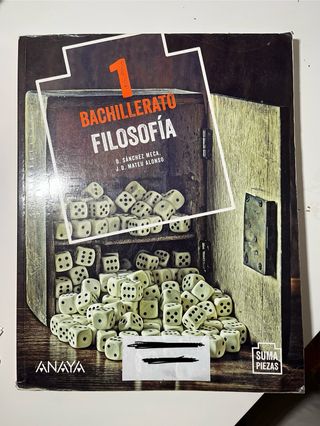 1
BACHILLERATO
FILOSOFÍA
D. SÁNCHEZ MECA,
J. D. MATEU ALONSO
ANAYA
SUMA
PIEZAS